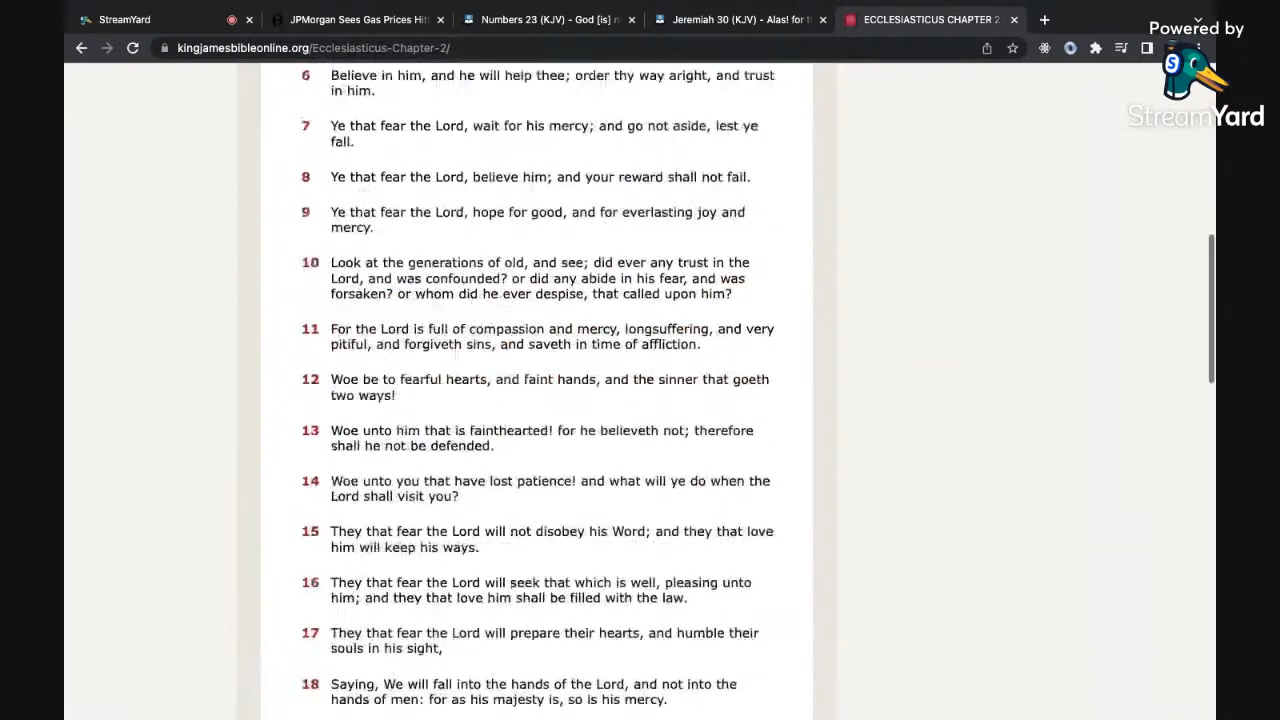 StreamYard
JPMorgan Sees Gas Prices Hit
Numbers 23 (KJV) - God [is] n
Jeremiah 30 (KJV) - Alas! for t
ECCLESIASTICUS CHAPTER 2
kingjamesbibleonline.org/Ecclesiasticus-Chapter-2/
Powered by
S
StreamYard
6 Believe in him, and he will help thee; order thy way aright, and trust
in him.
7 Ye that fear the Lord, wait for his mercy; and go not aside, lest ye
fall.
8 Ye that fear the Lord, believe him; and your reward shall not fail.
9 Ye that fear the Lord, hope for good, and for everlasting joy and
mercy.
10 Look at the generations of old, and see; did ever any trust in the
Lord, and was confounded? or did any abide in his fear, and was
forsaken? or whom did he ever despise, that called upon him?
11 For the Lord is full of compassion and mercy, longsuffering, and very
pitiful, and forgiveth sins, and saveth in time of affliction.
12 Woe be to fearful hearts, and faint hands, and the sinner that goeth
two ways!
13 Woe unto him that is fainthearted! for he believeth not; therefore
shall he not be defended.
14 Woe unto you that have lost patience! and what will ye do when the
Lord shall visit you?
15 They that fear the Lord will not disobey his Word; and they that love
him will keep his ways.
16 They that fear the Lord will seek that which is well, pleasing unto
him; and they that love him shall be filled with the law.
17 They that fear the Lord will prepare their hearts, and humble their
souls in his sight,
18 Saying, We will fall into the hands of the Lord, and not into the
hands of men: for as his majesty is, so is his mercy.